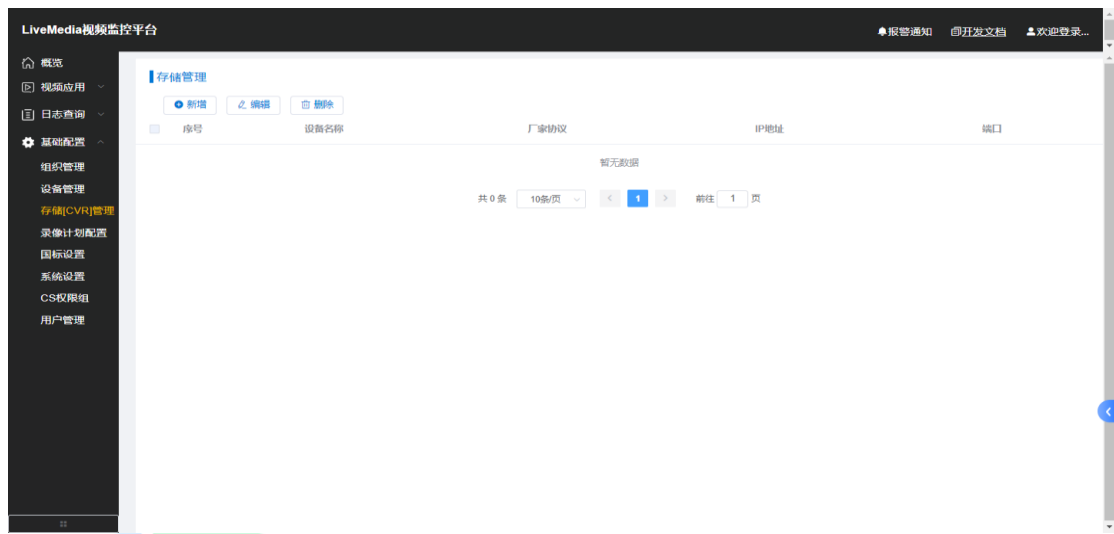 LiveMedia视频监控平台
报警通知 开发文档 欢迎登录...
概览
视频应用
日志查询
基础配置
组织管理
设备管理
存储[CVR]管理
录像计划配置
国标设置
系统设置
CS权限组
用户管理
存储管理
新增 编辑 删除
序号 设备名称 厂家协议 IP地址 端口
暂无数据
共 0 条 10条/页 1 前往 1 页